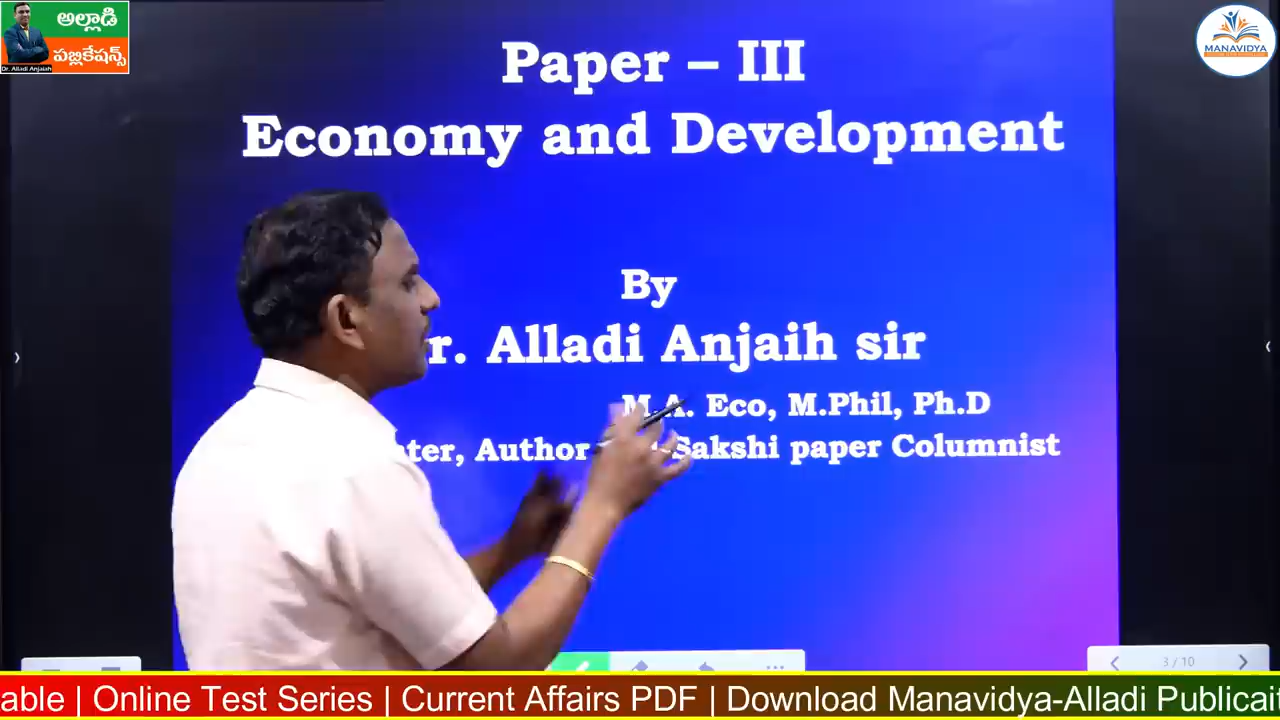 అల్లాడి
పబ్లికేషన్స్
Dr. Alladi Anjaiah
MANAVIDYA
Paper – III
Economy and Development
By
r. Alladi Anjaih sir
M.A. Eco, M.Phil, Ph.D
ter, Author Sakshi paper Columnist
3 / 10
able | Online Test Series | Current Affairs PDF | Download Manavidya-Alladi Publicait